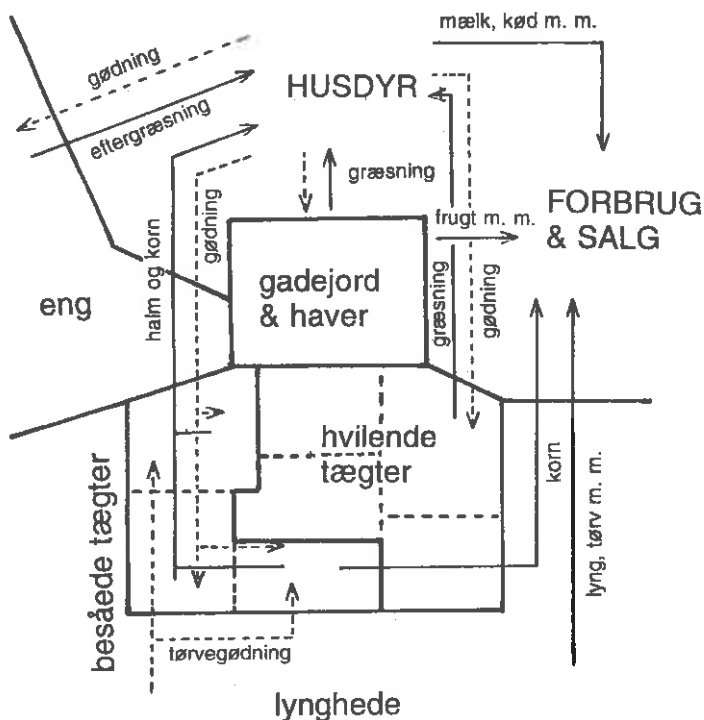 mælk, kød m. m.
gødning
HUSDYR
eftergræsning
græsning
frugt m. m.
FORBRUG
& SALG
halm og korn
gødning
gadejord
& haver
græsning
gødning
eng
hvilende
tægter
korn
lyng, tørv m. m.
besåede tægter
tørvegødning
lynghede